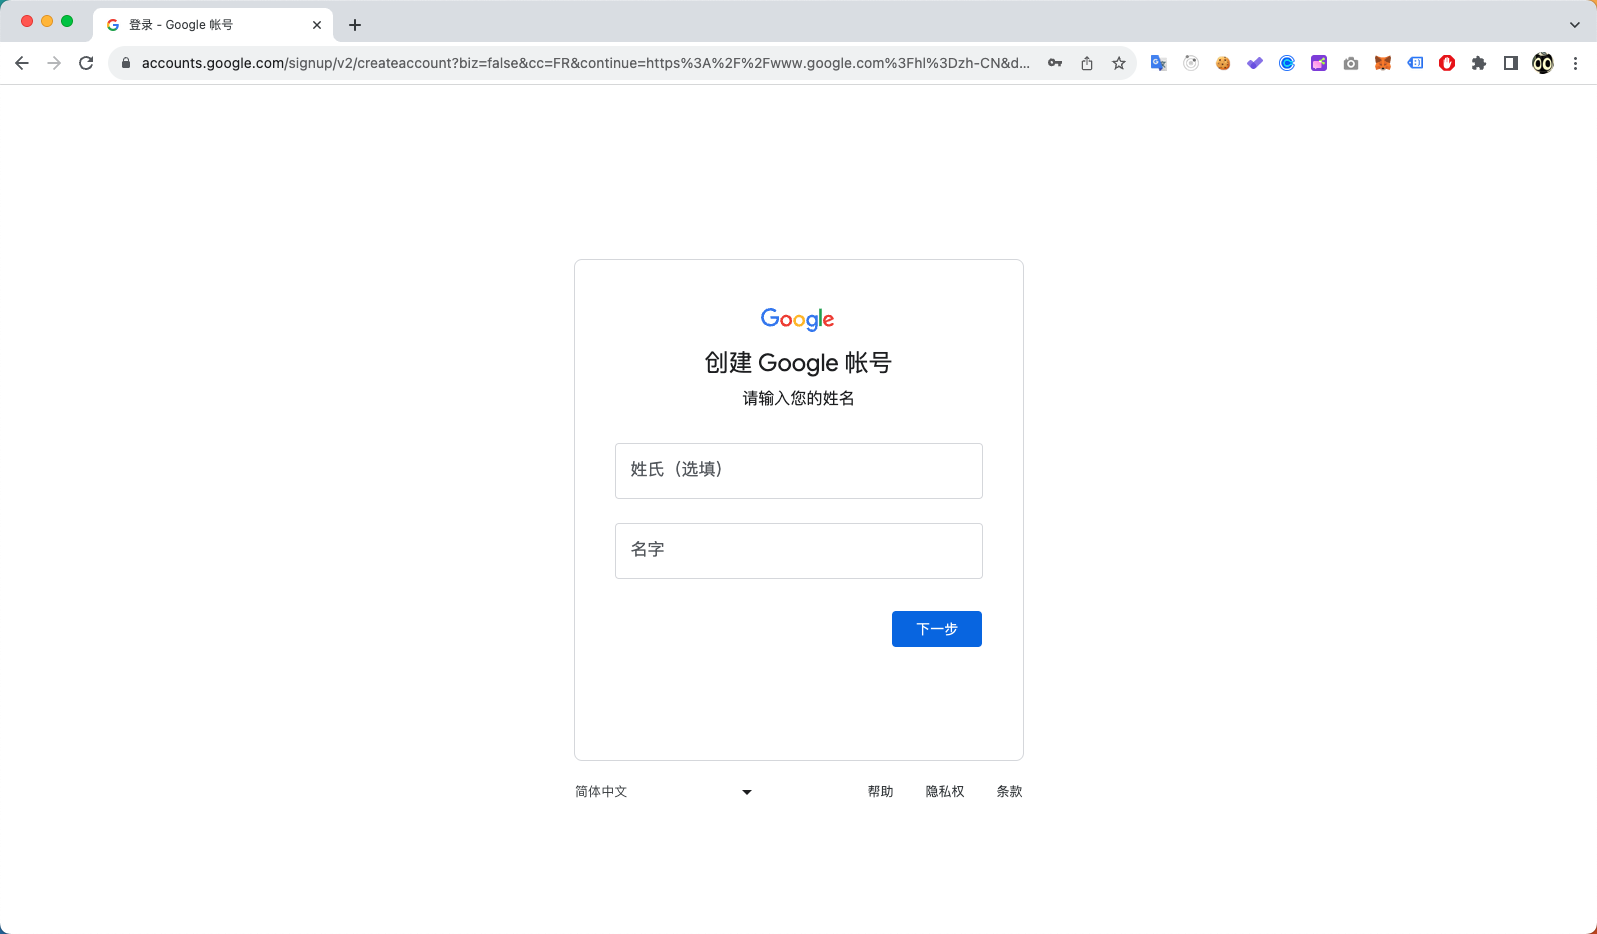 登录 - Google 帐号
accounts.google.com/signup/v2/createaccount?biz=false&cc=FR&continue=https%3A%2F%2Fwww.google.com%3Fhl%3Dzh-CN&d...
Google
创建 Google 帐号
请输入您的姓名
姓氏（选填）
名字
下一步
简体中文
帮助
隐私权
条款